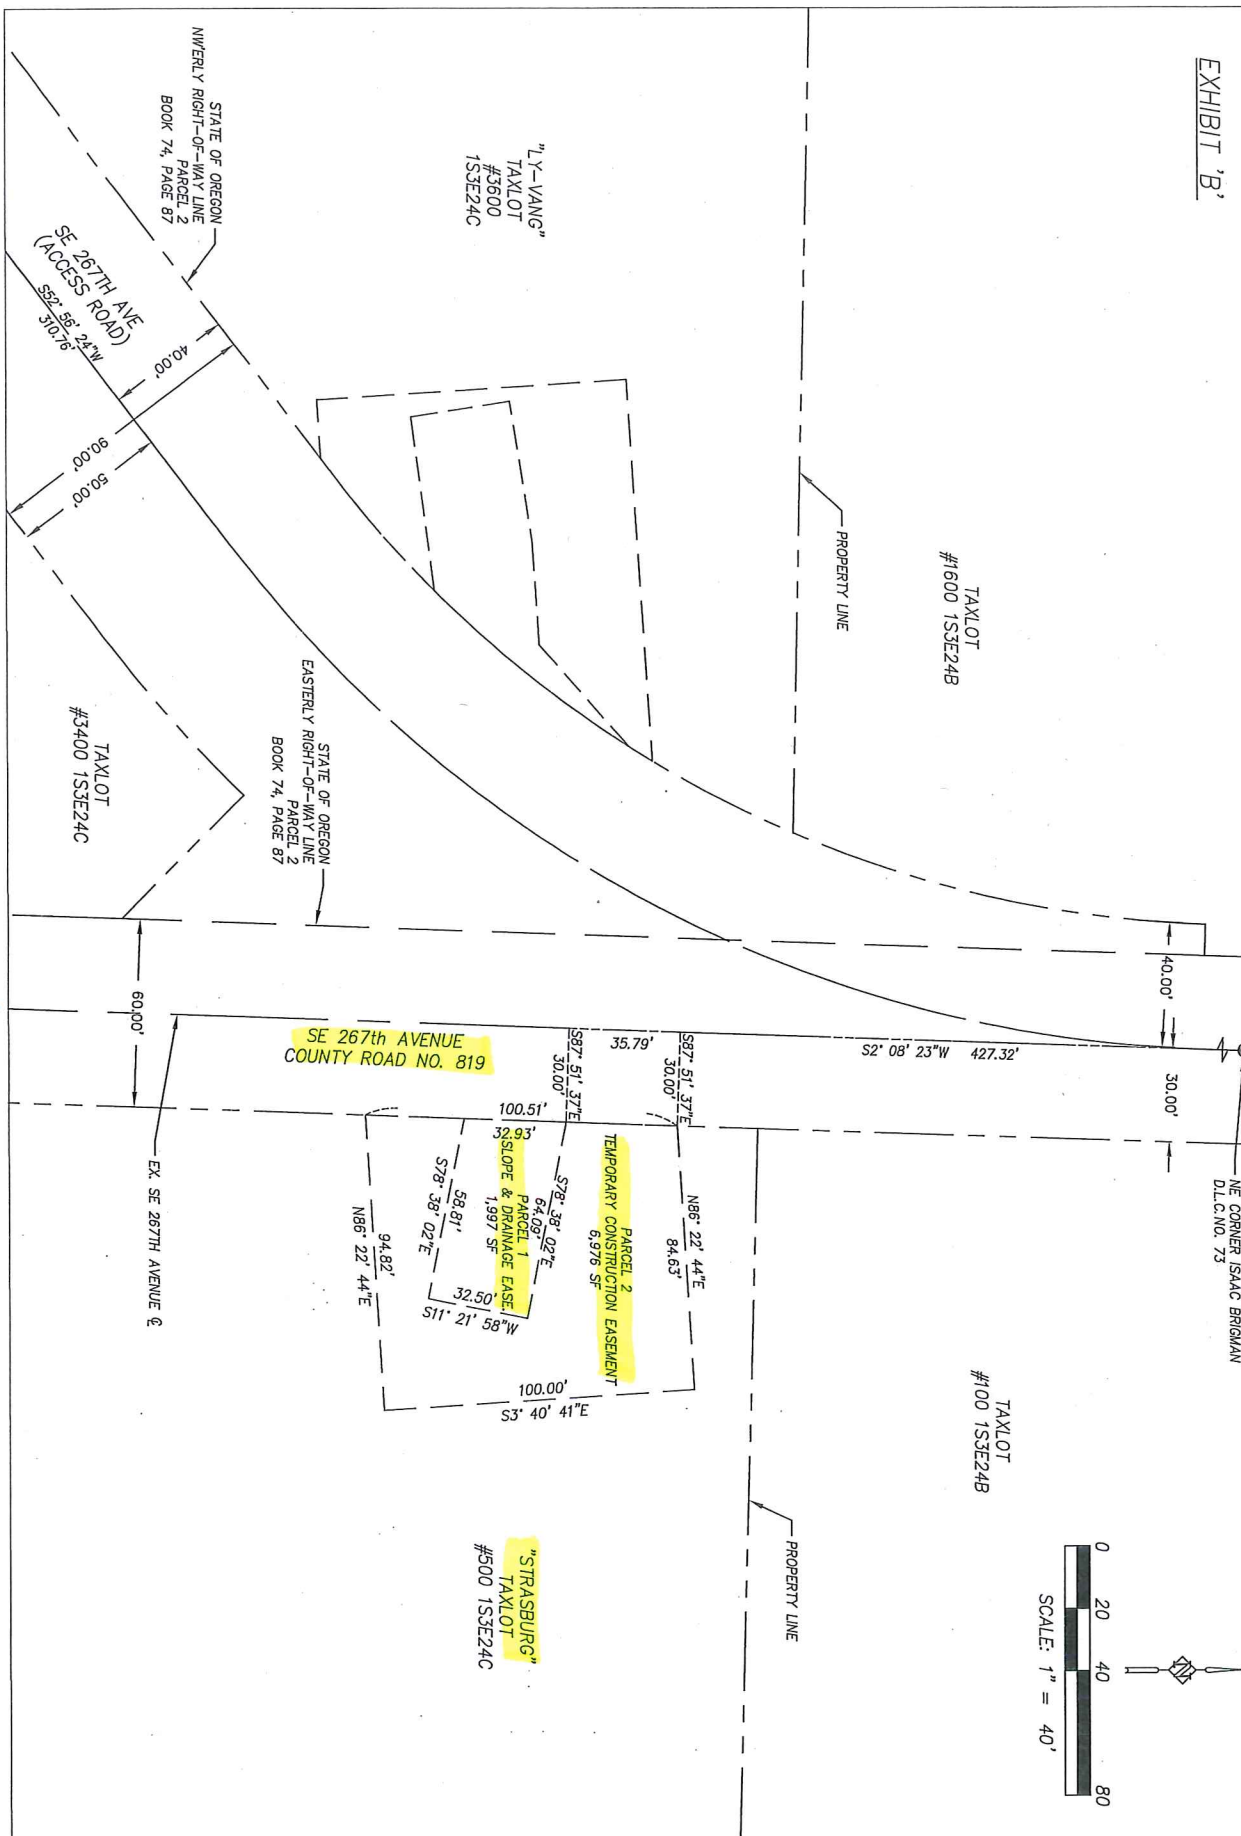 EXHIBIT 'B'
NE CORNER ISAAC BRIGMAN
D.L.C. NO. 73
0 20 40 80
SCALE: 1" = 40'
TAXLOT
#1600 1S3E24B
TAXLOT
#100 1S3E24B
PROPERTY LINE
PROPERTY LINE
40.00'
30.00'
S2° 08' 23"W 427.32'
"LY-VANG"
TAXLOT
#3600
1S3E24C
STATE OF OREGON
NW'ERLY RIGHT-OF-WAY LINE
PARCEL 2
BOOK 74, PAGE 87
SE 267TH AVE
(ACCESS ROAD)
S52° 56' 24"W
310.76'
40.00'
90.00'
50.00'
STATE OF OREGON
EASTERLY RIGHT-OF-WAY LINE
PARCEL 2
BOOK 74, PAGE 87
TAXLOT
#3400 1S3E24C
60.00'
SE 267th AVENUE
COUNTY ROAD NO. 819
EX. SE 267TH AVENUE ℄
S87° 51' 37"E
30.00'
35.79'
S87° 51' 37"E
30.00'
100.51'
32.93'
N86° 22' 44"E
84.63'
PARCEL 2
TEMPORARY CONSTRUCTION EASEMENT
6,976 SF
S78° 38' 02"E
64.09'
PARCEL 1
SLOPE & DRAINAGE EASE.
1,997 SF
58.81'
S78° 38' 02"E
32.50'
S11° 21' 58"W
94.82'
N86° 22' 44"E
100.00'
S3° 40' 41"E
"STRASBURG"
TAXLOT
#500 1S3E24C